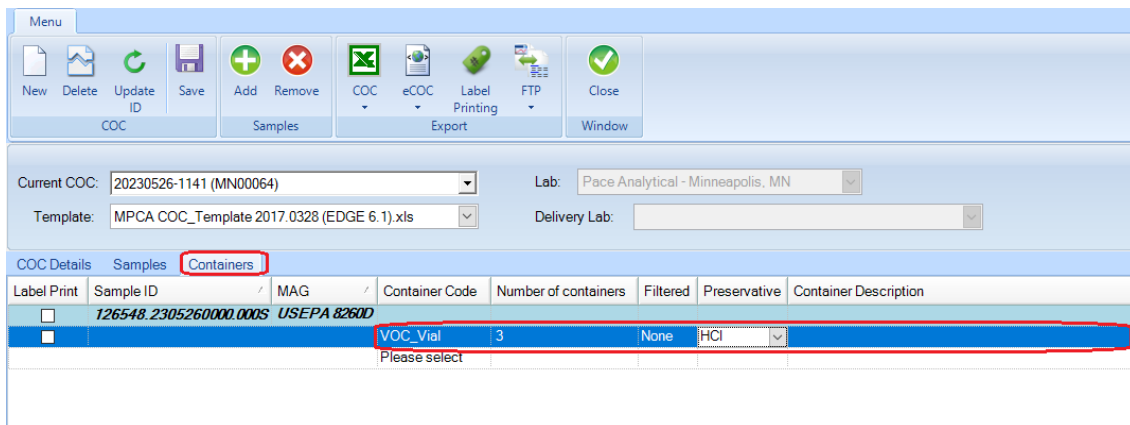 Menu
New Delete Update ID Save Add Remove COC eCOC Label Printing FTP Close
COC Samples Export Window
Current COC: 20230526-1141 (MN00064) Lab: Pace Analytical - Minneapolis, MN
Template: MPCA COC_Template 2017.0328 (EDGE 6.1).xls Delivery Lab:
COC Details Samples Containers
Label Print Sample ID MAG Container Code Number of containers Filtered Preservative Container Description
126548.2305260000.000S USEPA 8260D
VOC_Vial 3 None HCl
Please select